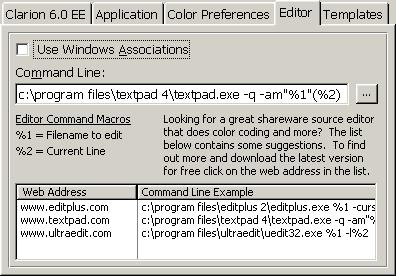 Clarion 6.0 EE Application Color Preferences Editor Templates
Use Windows Associations
Command Line:
c:\program files\textpad 4\textpad.exe -q -am"%1"(%2) ...
Editor Command Macros
%1 = Filename to edit
%2 = Current Line
Looking for a great shareware source editor
that does color coding and more? The list
below contains some suggestions. To find
out more and download the latest version
for free click on the web address in the list.
Web Address Command Line Example
www.editplus.com c:\program files\editplus 2\editplus.exe %1 -curs
www.textpad.com c:\program files\textpad 4\textpad.exe -q -am"%
www.ultraedit.com c:\program files\ultraedt\uedit32.exe %1 -l%2